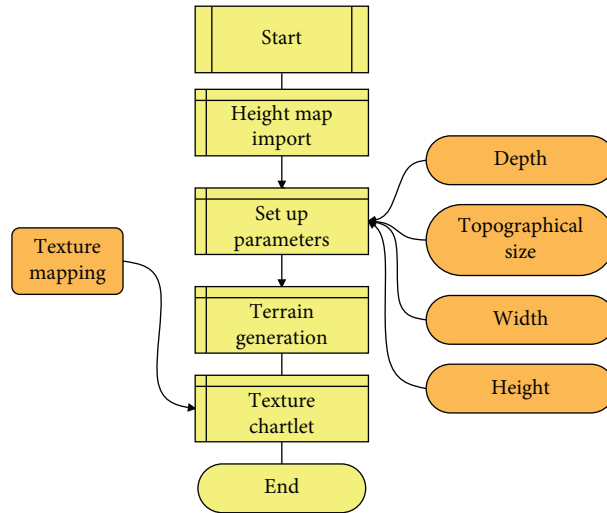 Start
Height map
import
Set up
parameters
Terrain
generation
Texture
chartlet
End
Texture
mapping
Depth
Topographical
size
Width
Height